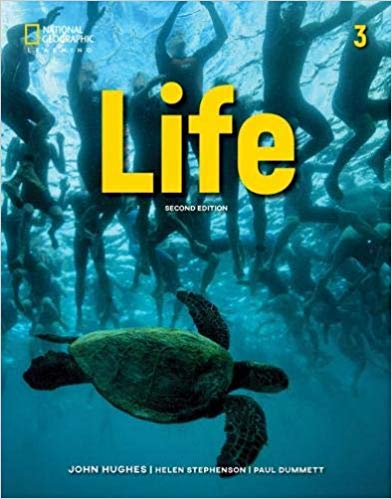 NATIONAL
GEOGRAPHIC
LEARNING
3
Life
SECOND EDITION
JOHN HUGHES | HELEN STEPHENSON | PAUL DUMMETT